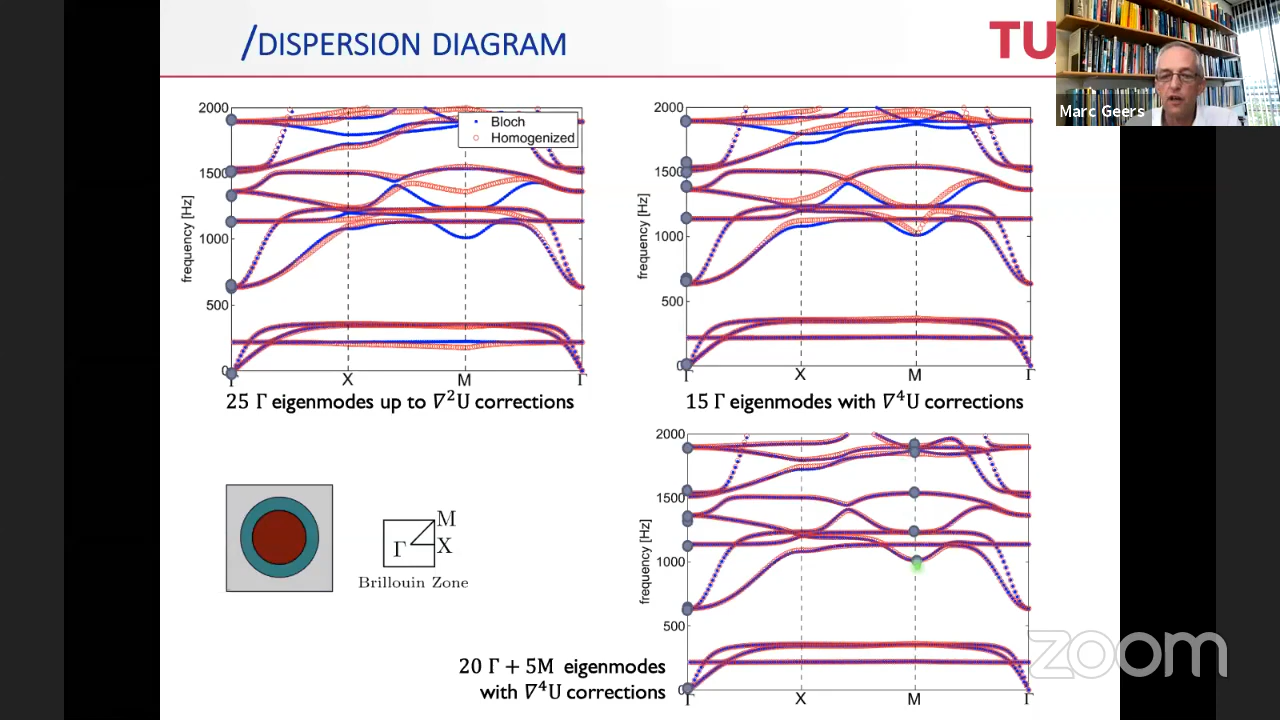 /DISPERSION DIAGRAM
TU
Marc Geers
2000
1500
1000
500
0
frequency [Hz]
Bloch
Homogenized
Γ X M Γ
25 Γ eigenmodes up to ∇²U corrections
2000
1500
1000
500
0
frequency [Hz]
Γ X M Γ
15 Γ eigenmodes with ∇⁴U corrections
Γ
M
X
Brillouin Zone
2000
1500
1000
500
0
frequency [Hz]
Γ X M Γ
20 Γ + 5M eigenmodes
with ∇⁴U corrections
zoom